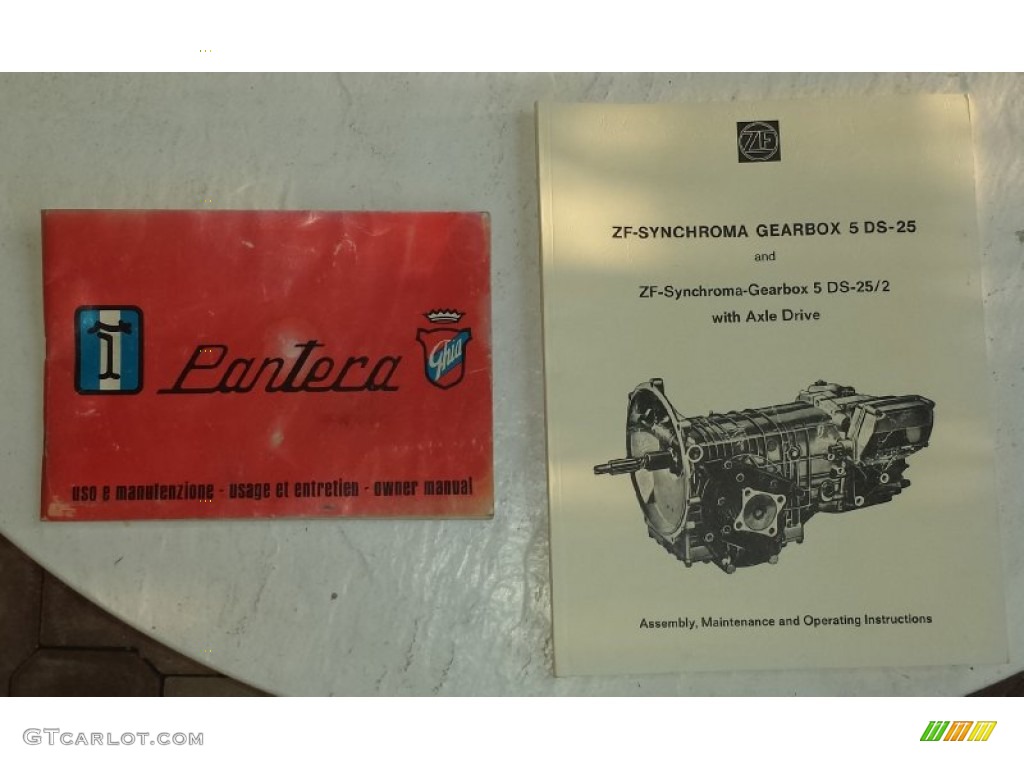 Pantera
Ghia
uso e manutenzione - usage et entretien - owner manual
ZF
ZF-SYNCHROMA GEARBOX 5 DS-25
and
ZF-Synchroma-Gearbox 5 DS-25/2
with Axle Drive
Assembly, Maintenance and Operating Instructions
GTCARLOT.COM